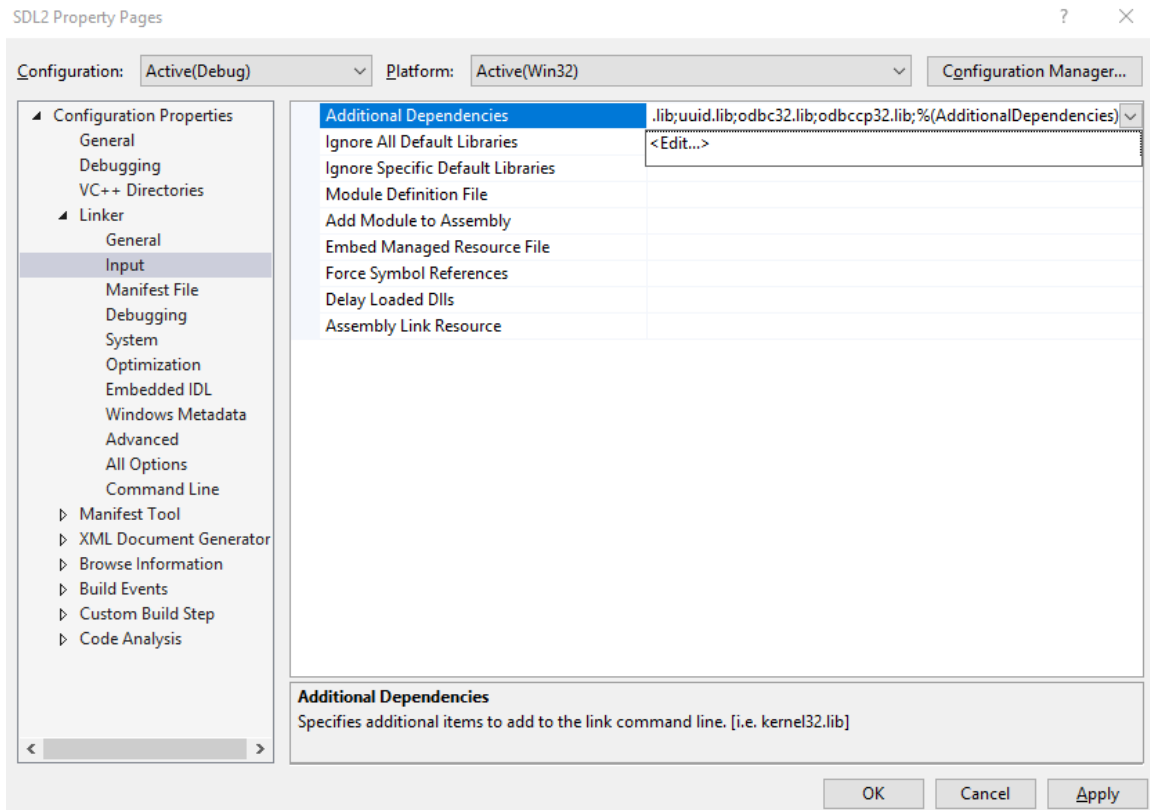 SDL2 Property Pages
?
Configuration: Active(Debug) Platform: Active(Win32) Configuration Manager...
Configuration Properties
General
Debugging
VC++ Directories
Linker
General
Input
Manifest File
Debugging
System
Optimization
Embedded IDL
Windows Metadata
Advanced
All Options
Command Line
Manifest Tool
XML Document Generator
Browse Information
Build Events
Custom Build Step
Code Analysis
Additional Dependencies .lib;uuid.lib;odbc32.lib;odbccp32.lib;%(AdditionalDependencies)
Ignore All Default Libraries <Edit...>
Ignore Specific Default Libraries
Module Definition File
Add Module to Assembly
Embed Managed Resource File
Force Symbol References
Delay Loaded Dlls
Assembly Link Resource
Additional Dependencies
Specifies additional items to add to the link command line. [i.e. kernel32.lib]
OK Cancel Apply